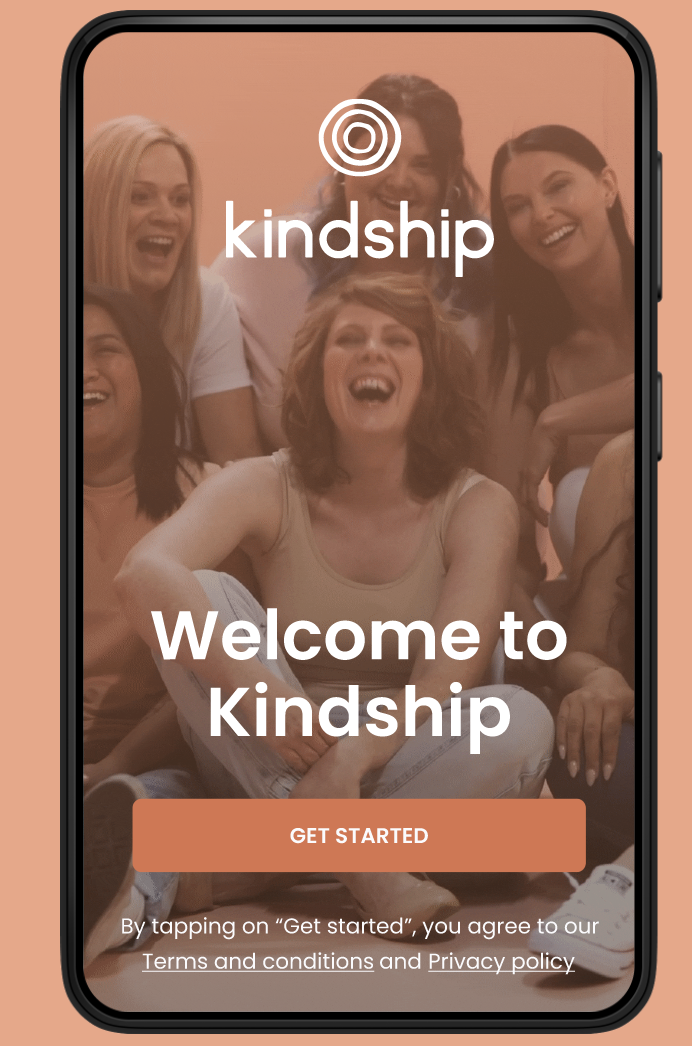 kindship
Welcome to
Kindship
GET STARTED
By tapping on “Get started”, you agree to our
Terms and conditions and Privacy policy